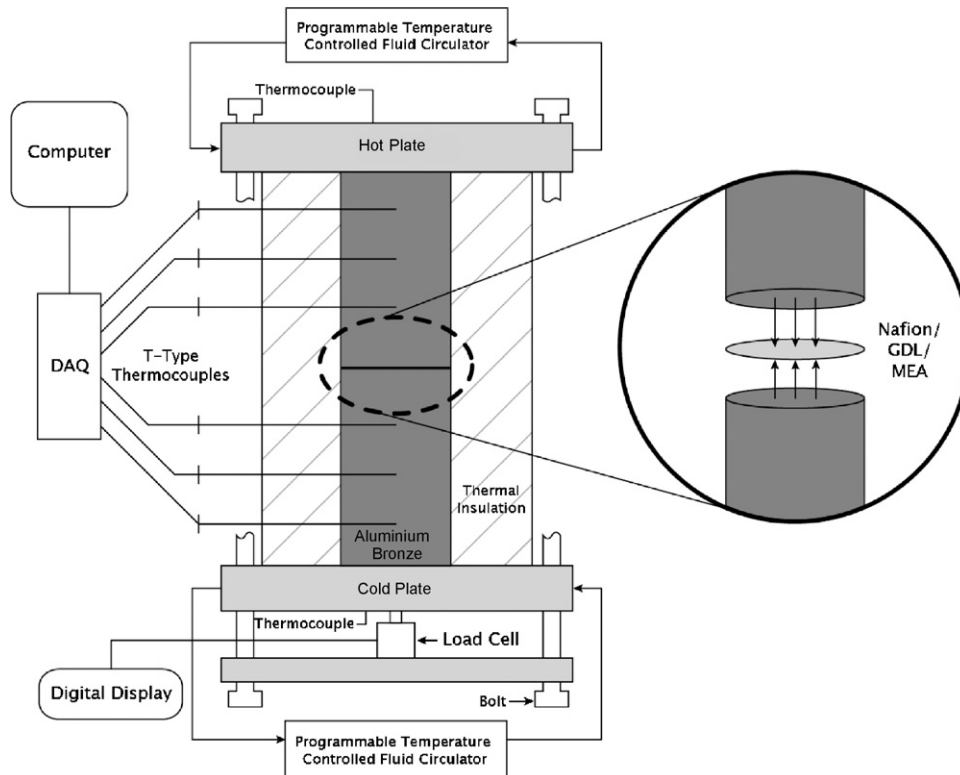 Programmable Temperature
Controlled Fluid Circulator
Thermocouple
Hot Plate
Computer
DAQ
T-Type
Thermocouples
Nafion/
GDL/
MEA
Thermal
Insulation
Aluminium
Bronze
Cold Plate
Thermocouple
Load Cell
Digital Display
Bolt
Programmable Temperature
Controlled Fluid Circulator